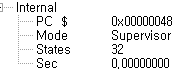 Internal
PC $ 0x00000048
Mode Supervisor
States 32
Sec 0,00000000